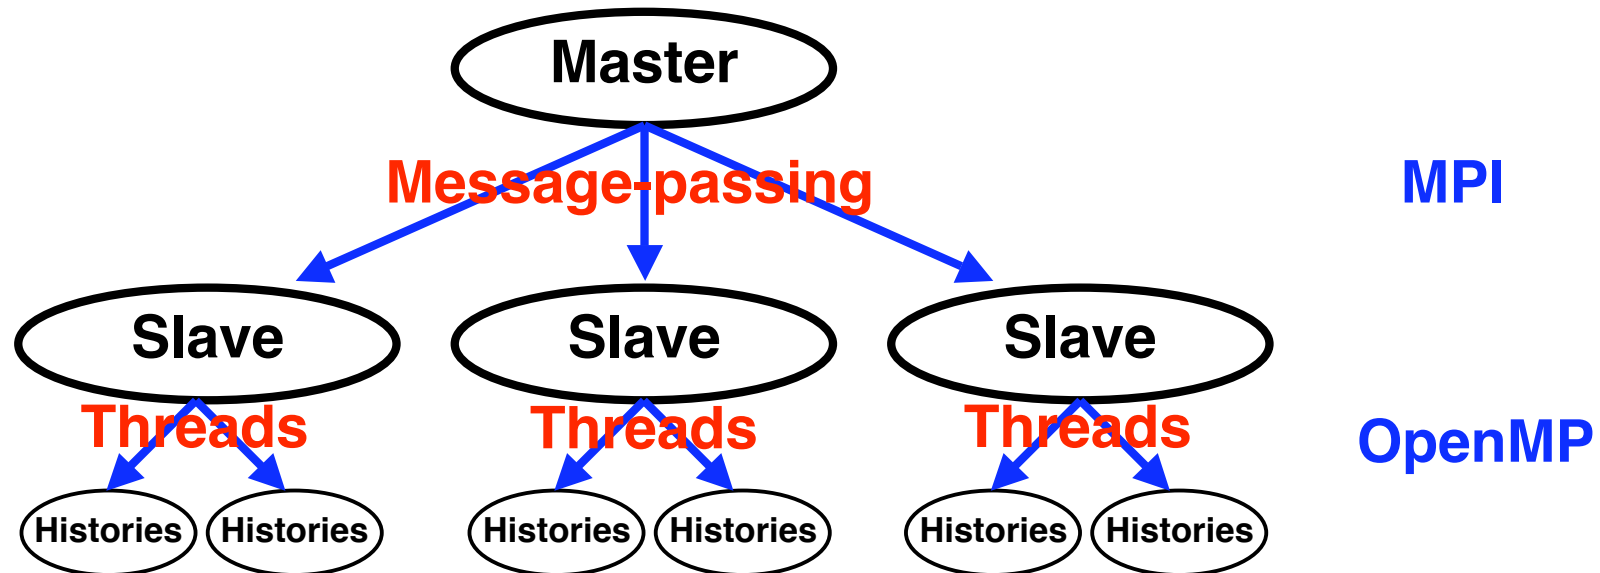 Master
Message-passing
MPI
Slave Slave Slave
Threads Threads Threads
OpenMP
Histories Histories Histories Histories Histories Histories